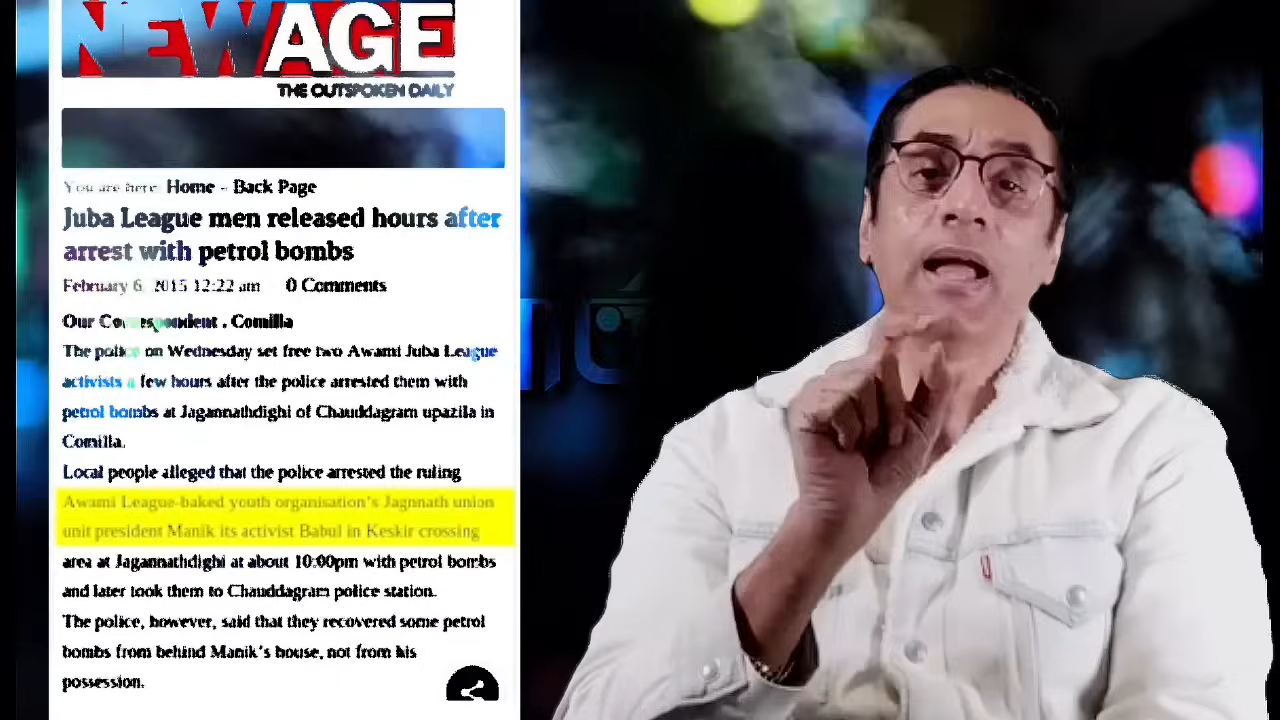 NEWAGE
THE OUTSPOKEN DAILY
You are here: Home - Back Page
Juba League men released hours after
arrest with petrol bombs
February 6, 2015 12:22 am 0 Comments
Our Correspondent . Comilla
The police on Wednesday set free two Awami Juba League
activists a few hours after the police arrested them with
petrol bombs at Jagannathdighi of Chauddagram upazila in
Comilla.
Local people alleged that the police arrested the ruling
Awami League-baked youth organisation's Jagnnath union
unit president Manik its activist Babul in Keskir crossing
area at Jagannathdighi at about 10:00pm with petrol bombs
and later took them to Chauddagram police station.
The police, however, said that they recovered some petrol
bombs from behind Manik's house, not from his
possession.